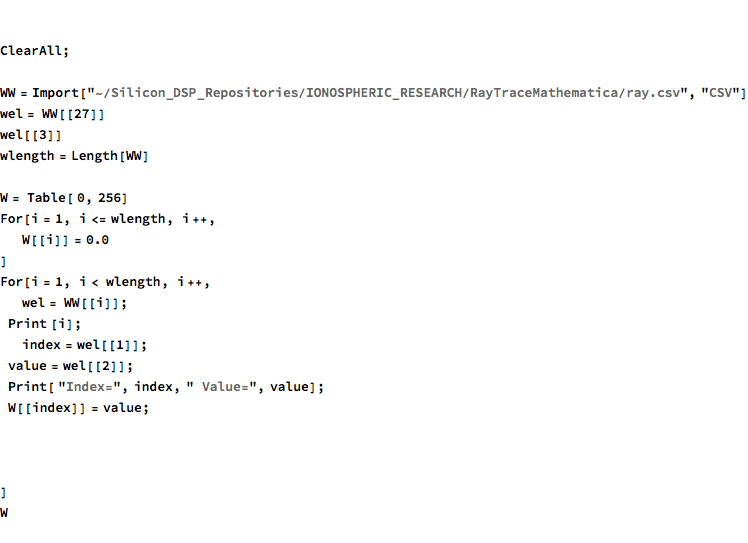 ClearAll;
WW = Import["~/Silicon_DSP_Repositories/IONOSPHERIC_RESEARCH/RayTraceMathematica/ray.csv", "CSV"]
wel = WW[[27]]
wel[[3]]
wlength = Length[WW]
W = Table[ 0, 256]
For[i = 1, i <= wlength, i ++,
W[[i]] = 0.0
]
For[i = 1, i < wlength, i ++,
wel = WW[[i]];
Print [i];
index = wel[[1]];
value = wel[[2]];
Print[ "Index=", index, " Value=", value];
W[[index]] = value;
]
W